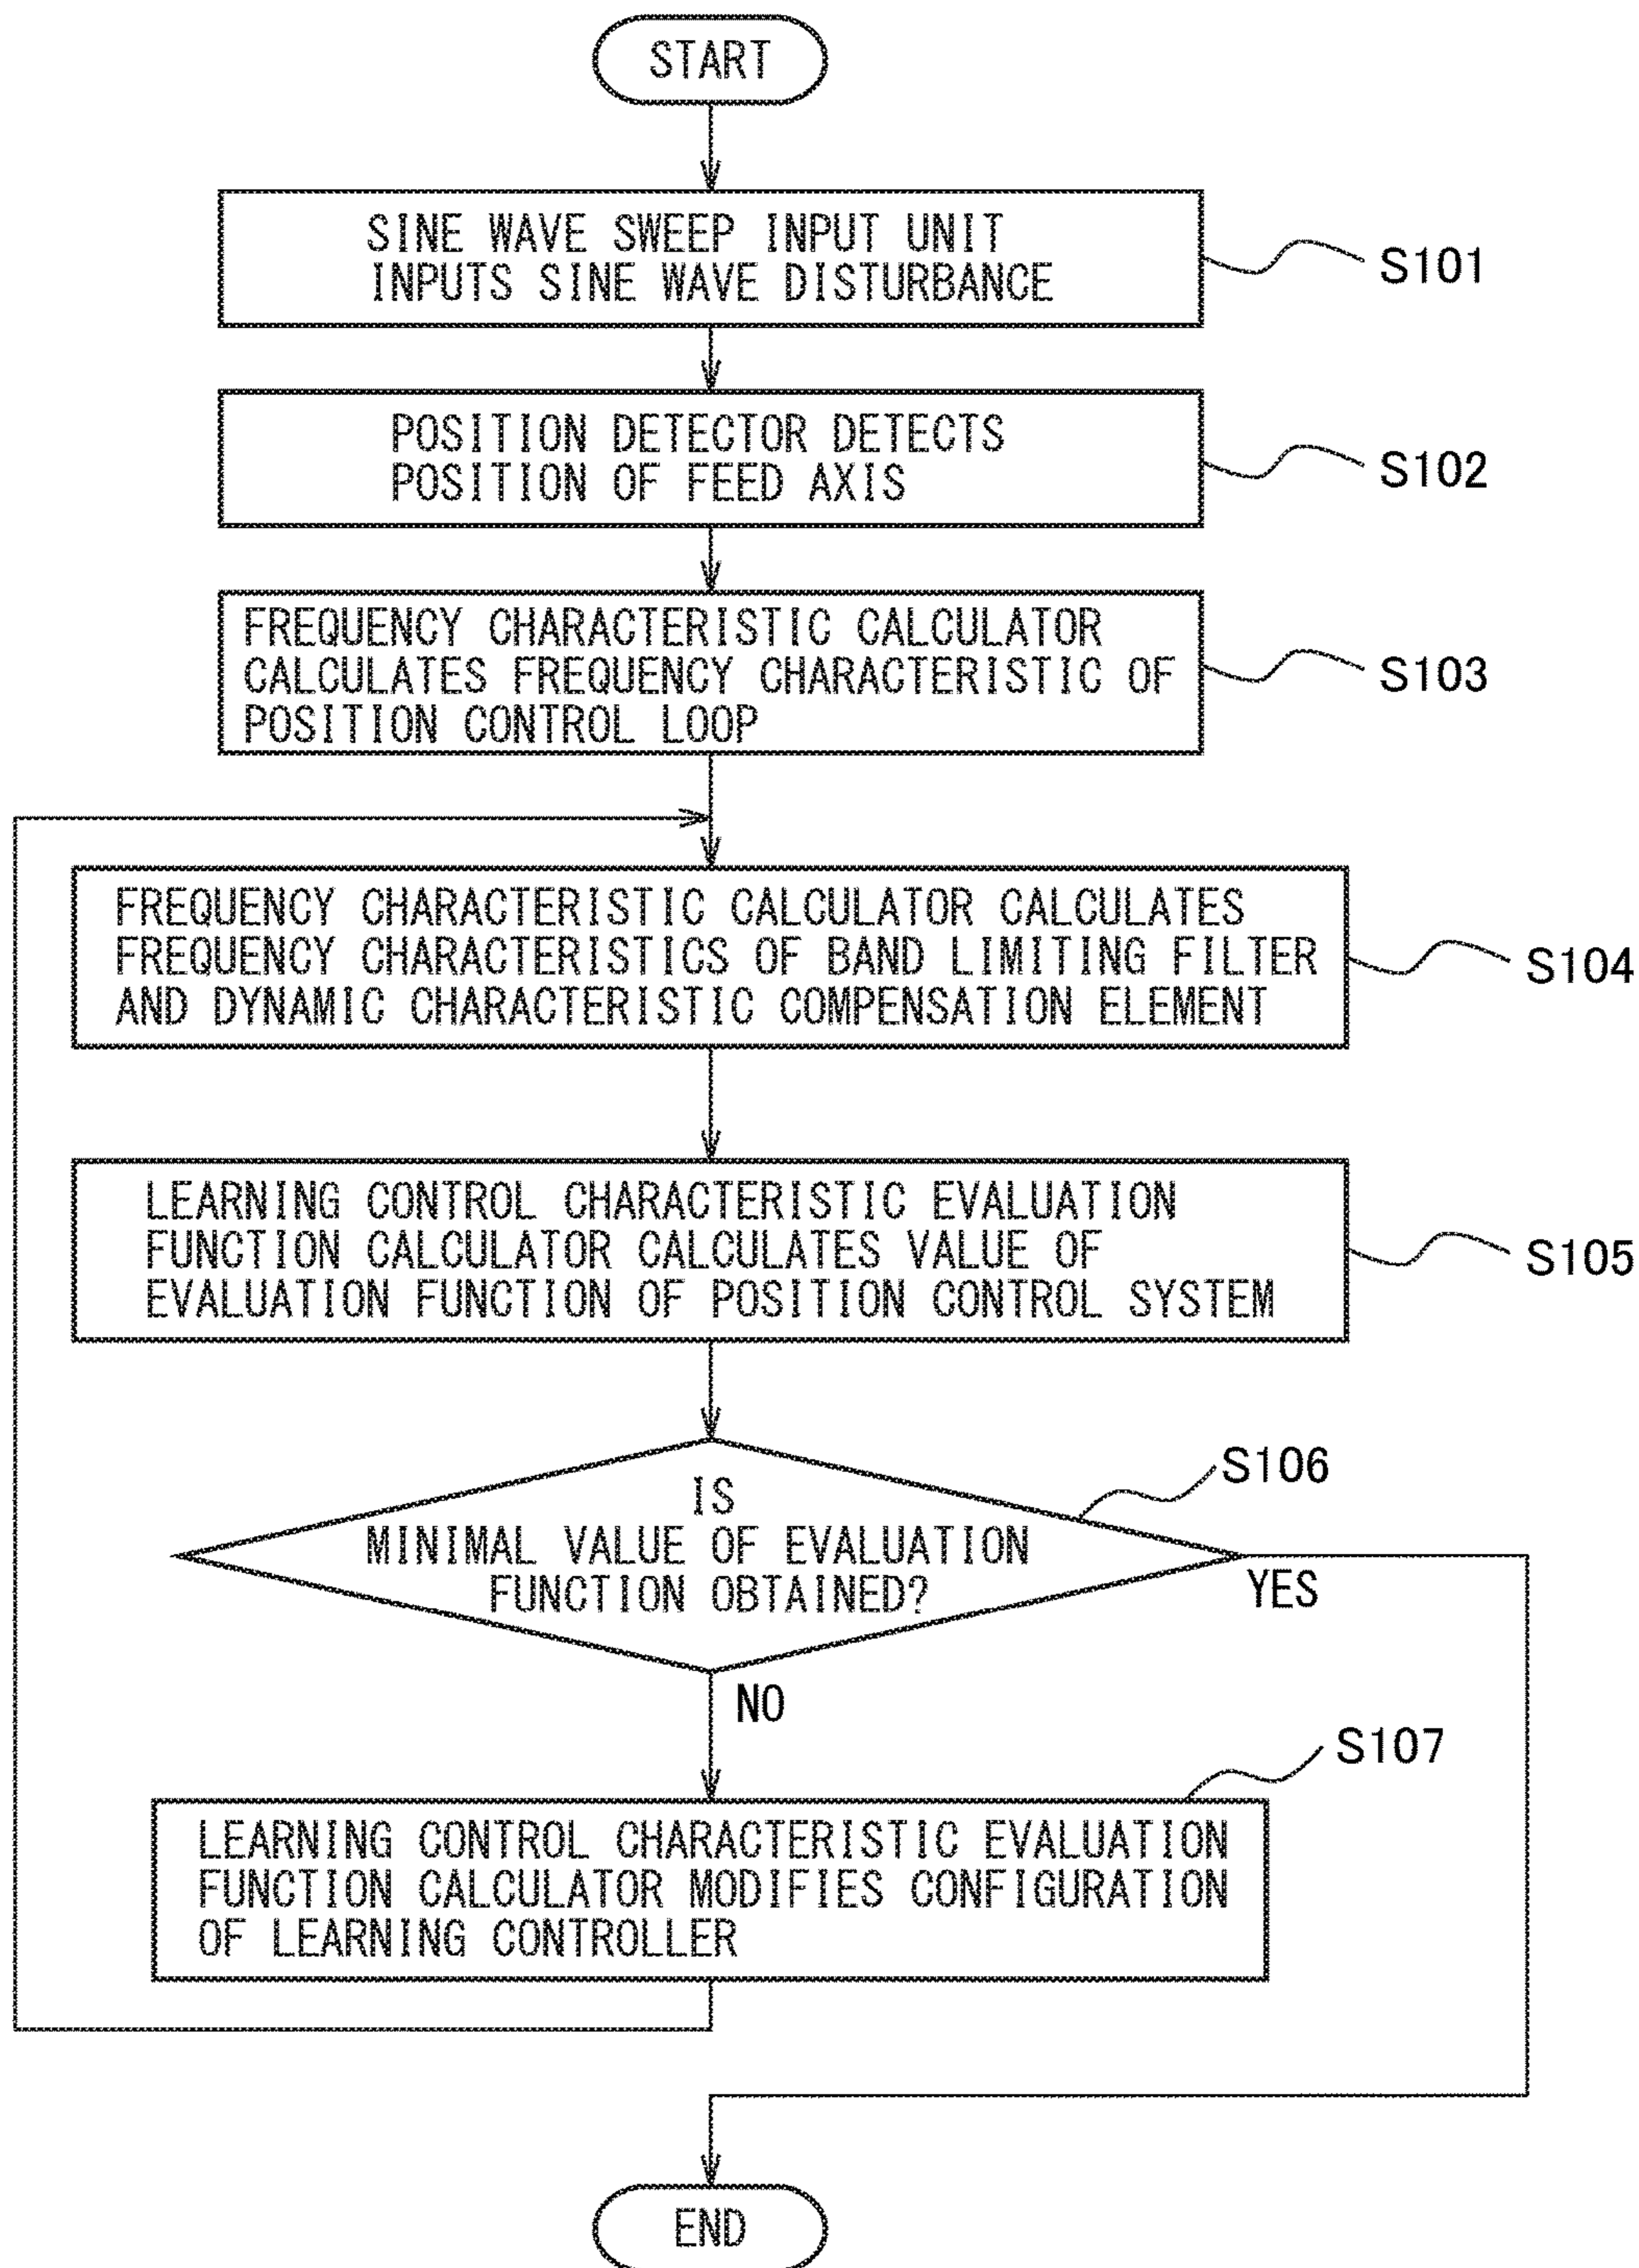 START
SINE WAVE SWEEP INPUT UNIT
INPUTS SINE WAVE DISTURBANCE
S101
POSITION DETECTOR DETECTS
POSITION OF FEED AXIS
S102
FREQUENCY CHARACTERISTIC CALCULATOR
CALCULATES FREQUENCY CHARACTERISTIC OF
POSITION CONTROL LOOP
S103
FREQUENCY CHARACTERISTIC CALCULATOR CALCULATES
FREQUENCY CHARACTERISTICS OF BAND LIMITING FILTER
AND DYNAMIC CHARACTERISTIC COMPENSATION ELEMENT
S104
LEARNING CONTROL CHARACTERISTIC EVALUATION
FUNCTION CALCULATOR CALCULATES VALUE OF
EVALUATION FUNCTION OF POSITION CONTROL SYSTEM
S105
S106
IS
MINIMAL VALUE OF EVALUATION
FUNCTION OBTAINED?
YES
NO
S107
LEARNING CONTROL CHARACTERISTIC EVALUATION
FUNCTION CALCULATOR MODIFIES CONFIGURATION
OF LEARNING CONTROLLER
END